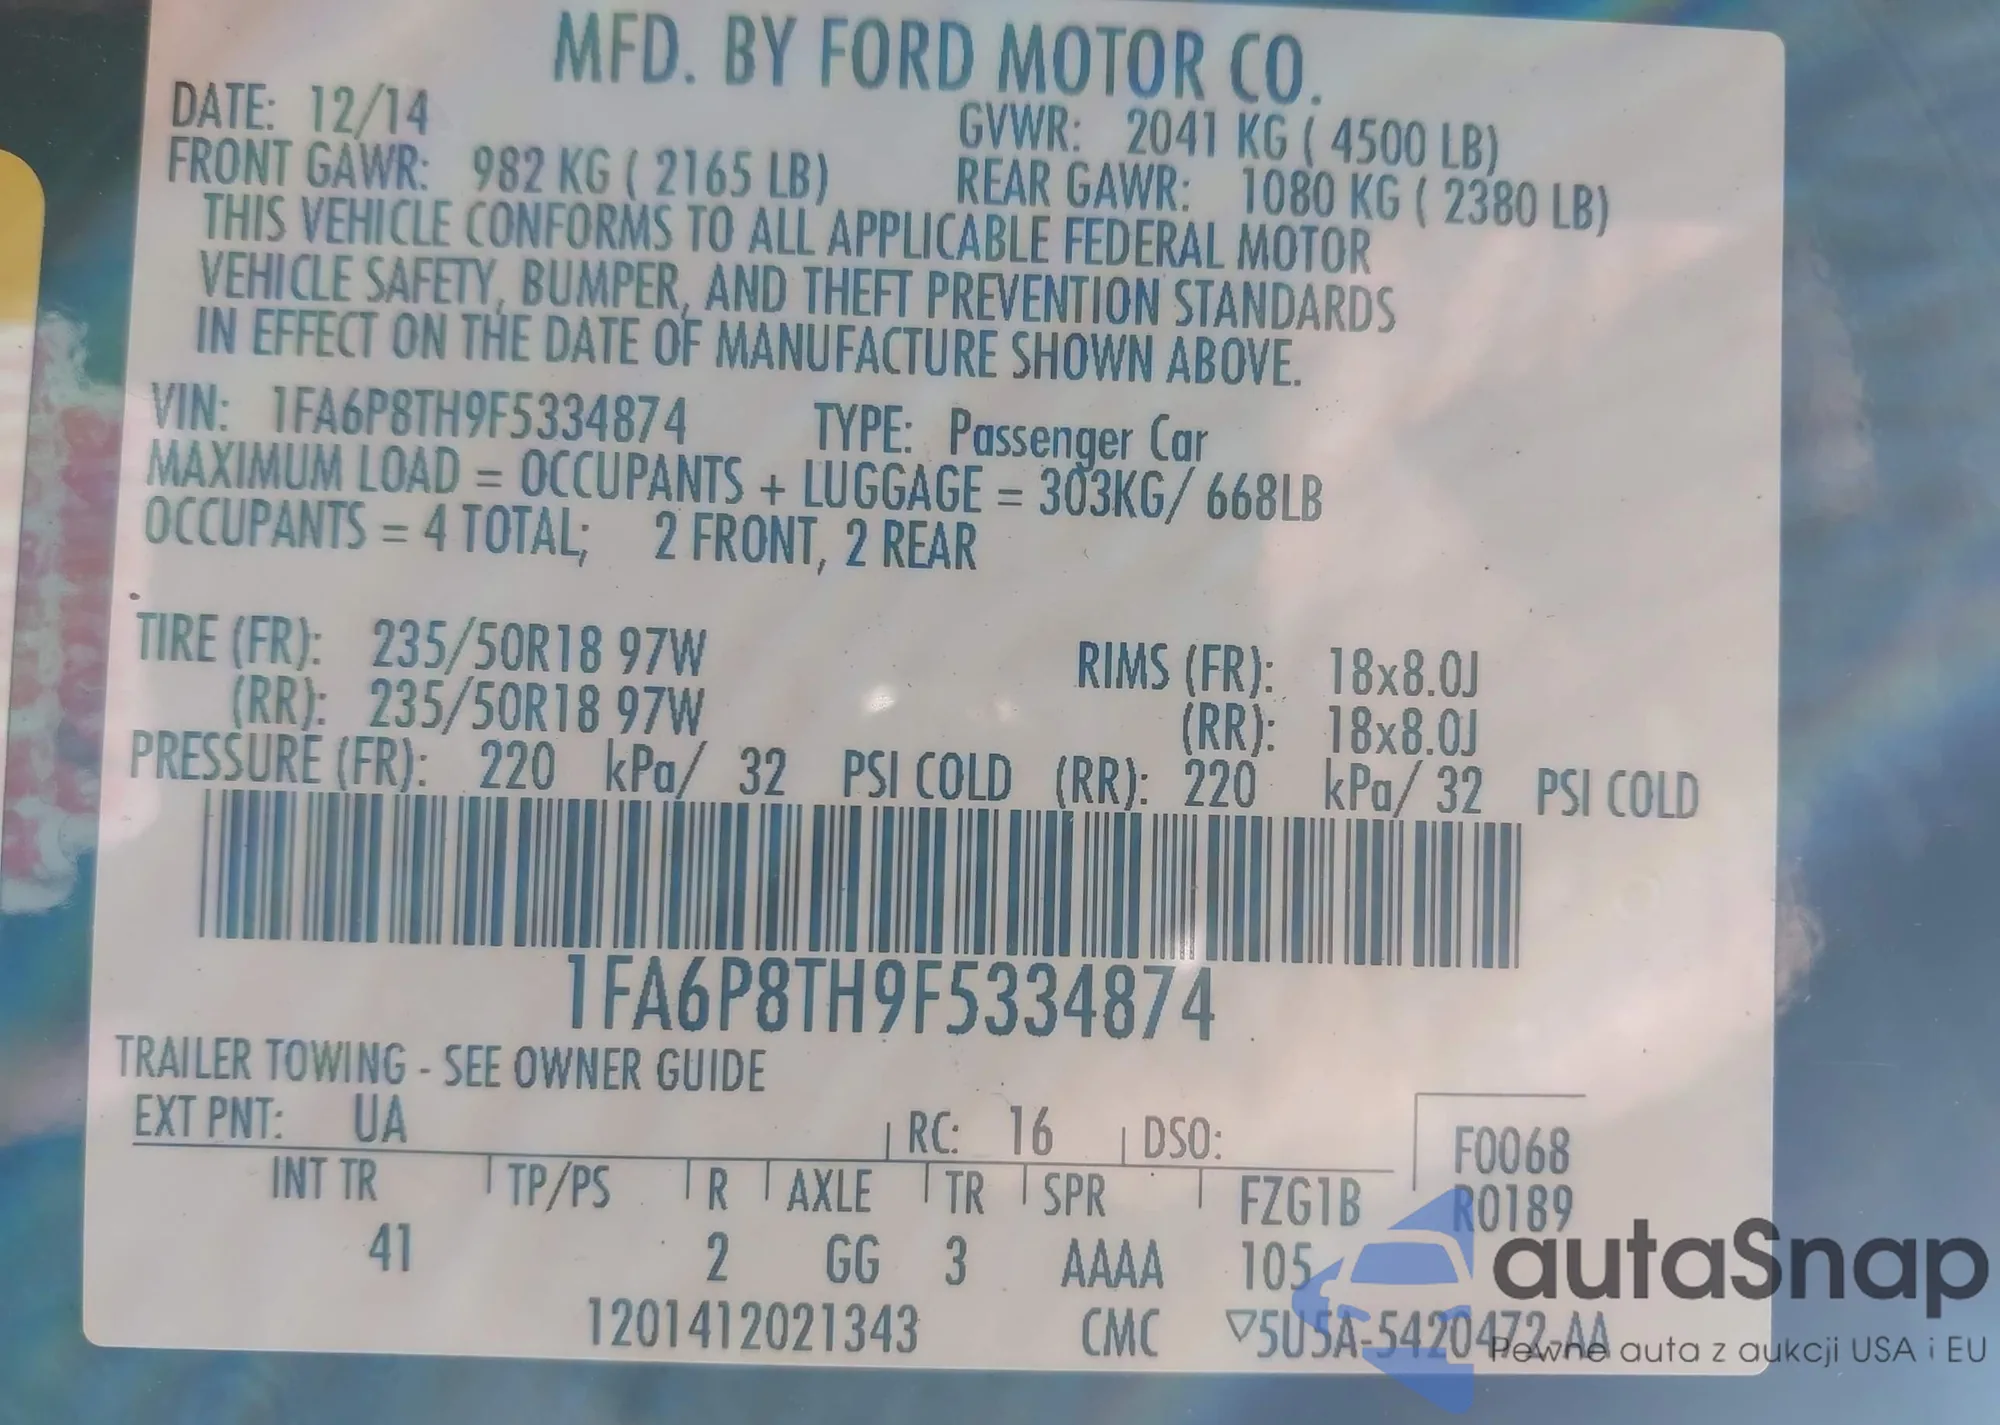 MFD. BY FORD MOTOR CO.
DATE: 12/14 GVWR: 2041 KG ( 4500 LB)
FRONT GAWR: 982 KG ( 2165 LB) REAR GAWR: 1080 KG ( 2380 LB)
THIS VEHICLE CONFORMS TO ALL APPLICABLE FEDERAL MOTOR
VEHICLE SAFETY, BUMPER, AND THEFT PREVENTION STANDARDS
IN EFFECT ON THE DATE OF MANUFACTURE SHOWN ABOVE.
VIN: 1FA6P8TH9F5334874 TYPE: Passenger Car
MAXIMUM LOAD = OCCUPANTS + LUGGAGE = 303KG/ 668LB
OCCUPANTS = 4 TOTAL; 2 FRONT, 2 REAR
TIRE (FR): 235/50R18 97W RIMS (FR): 18x8.0J
(RR): 235/50R18 97W (RR): 18x8.0J
PRESSURE (FR): 220 kPa/ 32 PSI COLD (RR): 220 kPa/ 32 PSI COLD
1FA6P8TH9F5334874
TRAILER TOWING - SEE OWNER GUIDE
EXT PNT: UA RC: 16 DSO: F0068
INT TR TP/PS R AXLE TR SPR FZG1B R0189
41 2 GG 3 AAAA 105
1201412021343 CMC ▽5U5A-5420472-AA
autaSnap
Pewne auta z aukcji USA i EU